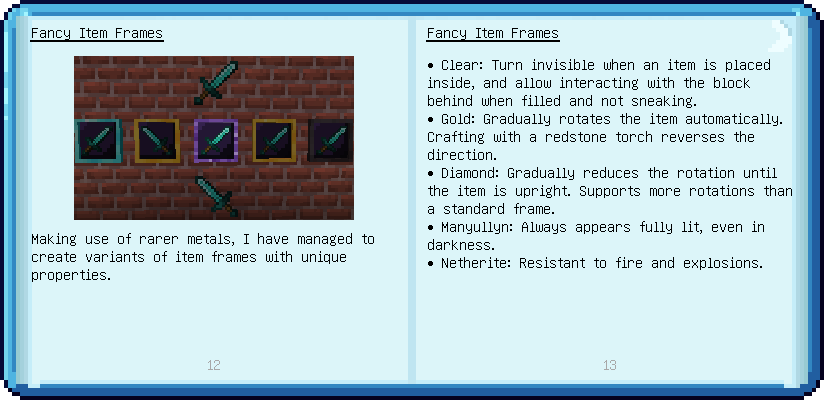 Fancy Item Frames
Making use of rarer metals, I have managed to
create variants of item frames with unique
properties.
12
Fancy Item Frames
• Clear: Turn invisible when an item is placed
inside, and allow interacting with the block
behind when filled and not sneaking.
• Gold: Gradually rotates the item automatically.
Crafting with a redstone torch reverses the
direction.
• Diamond: Gradually reduces the rotation until
the item is upright. Supports more rotations than
a standard frame.
• Manyullyn: Always appears fully lit, even in
darkness.
• Netherite: Resistant to fire and explosions.
13